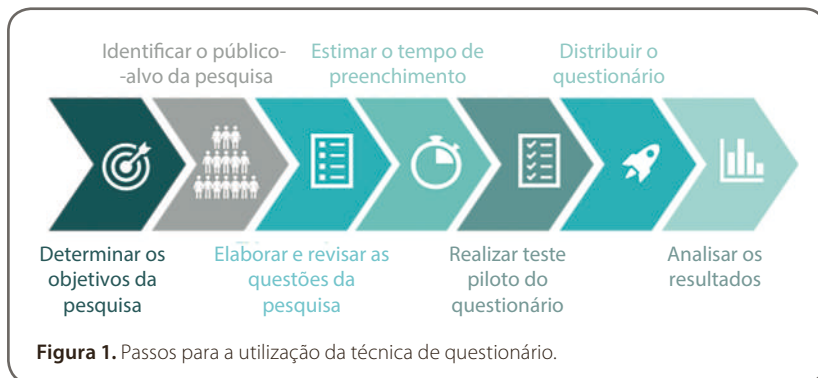 Identificar o público-
-alvo da pesquisa
Estimar o tempo de
preenchimento
Distribuir o
questionário
Determinar os
objetivos da
pesquisa
Elaborar e revisar as
questões da
pesquisa
Realizar teste
piloto do
questionário
Analisar os
resultados
Figura 1. Passos para a utilização da técnica de questionário.